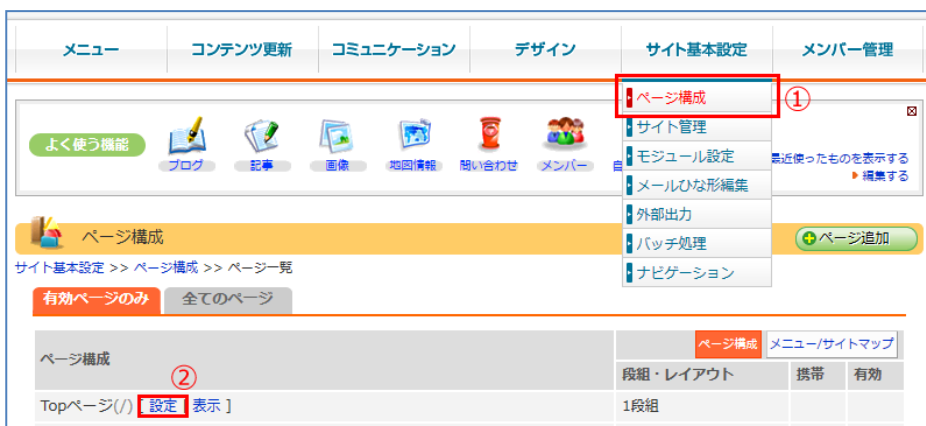 メニュー コンテンツ更新 コミュニケーション デザイン サイト基本設定 メンバー管理
ページ構成 ①
サイト管理
モジュール設定
メールひな形編集
外部出力
バッチ処理
ナビゲーション
よく使う機能
ブログ 記事 画像 地図情報 問い合わせ メンバー 自
最近使ったものを表示する
編集する
ページ構成 ページ追加
サイト基本設定 >> ページ構成 >> ページ一覧
有効ページのみ 全てのページ
ページ構成 メニュー/サイトマップ
ページ構成
段組・レイアウト 携帯 有効
②
Topページ(/) [ 設定 | 表示 ] 1段組